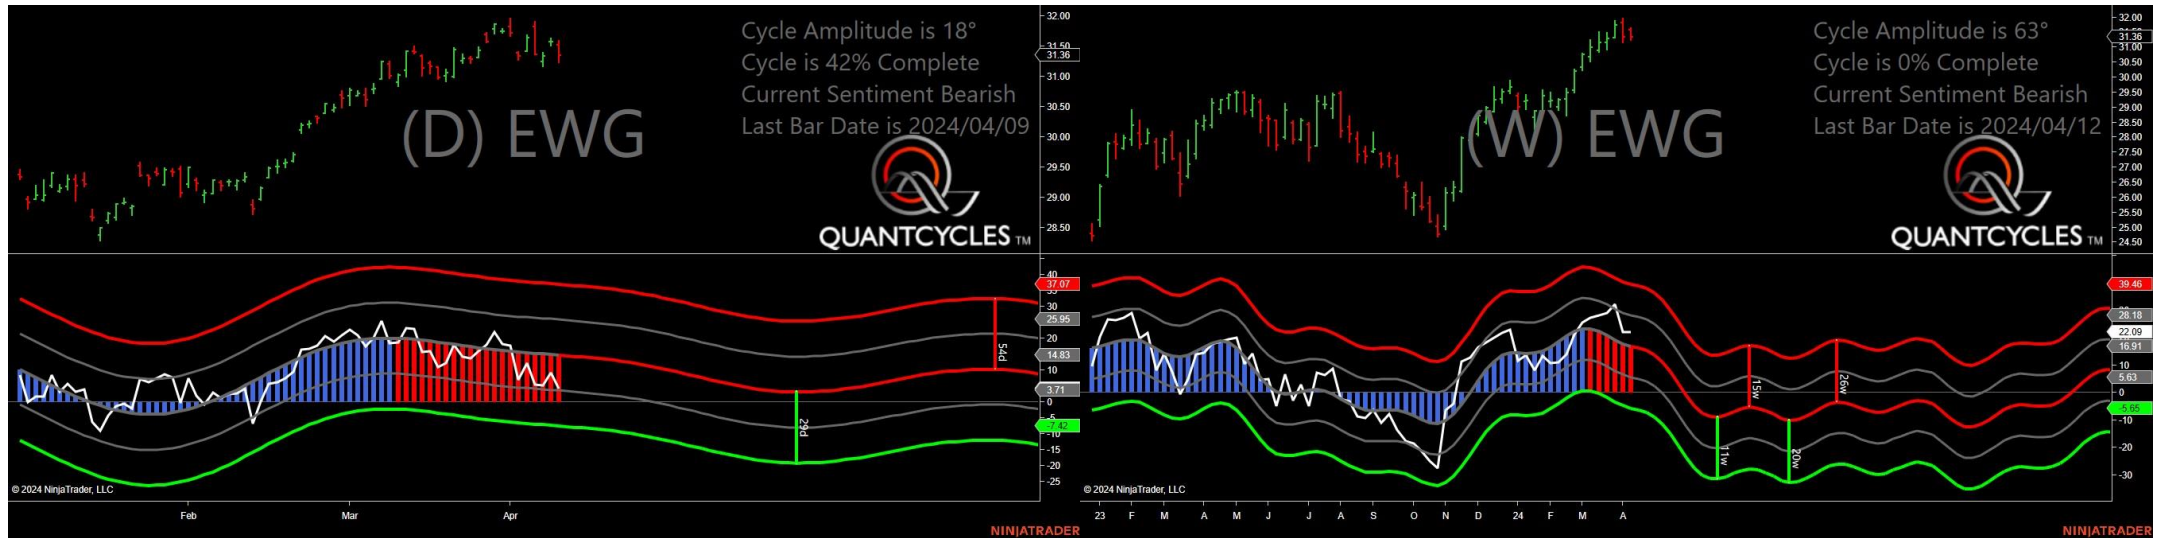 Cycle Amplitude is 18°
Cycle is 42% Complete
Current Sentiment Bearish
Last Bar Date is 2024/04/09
(D) EWG
QUANTCYCLES TM
32.00
31.50
31.36
31.00
30.50
30.00
29.50
29.00
28.50
40
37.07
35
30
25.95
20
14.83
10
3.71
0
-5
-7.42
-10
-15
-20
-25
54d
29d
© 2024 NinjaTrader, LLC
Feb Mar Apr
NINJATRADER
Cycle Amplitude is 63°
Cycle is 0% Complete
Current Sentiment Bearish
Last Bar Date is 2024/04/12
(W) EWG
QUANTCYCLES TM
32.00
31.36
31.00
30.50
30.00
29.50
29.00
28.50
28.00
27.50
27.00
26.50
26.00
25.50
25.00
24.50
39.46
28.18
22.09
16.91
10
5.63
0
-5.65
-10
-20
-30
15w
26w
11w
20w
© 2024 NinjaTrader, LLC
23 F M A M J J A S O N D 24 F M A
NINJATRADER